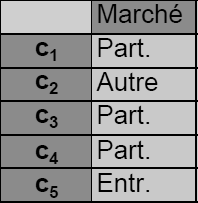 Marché
c₁ Part.
c₂ Autre
c₃ Part.
c₄ Part.
c₅ Entr.